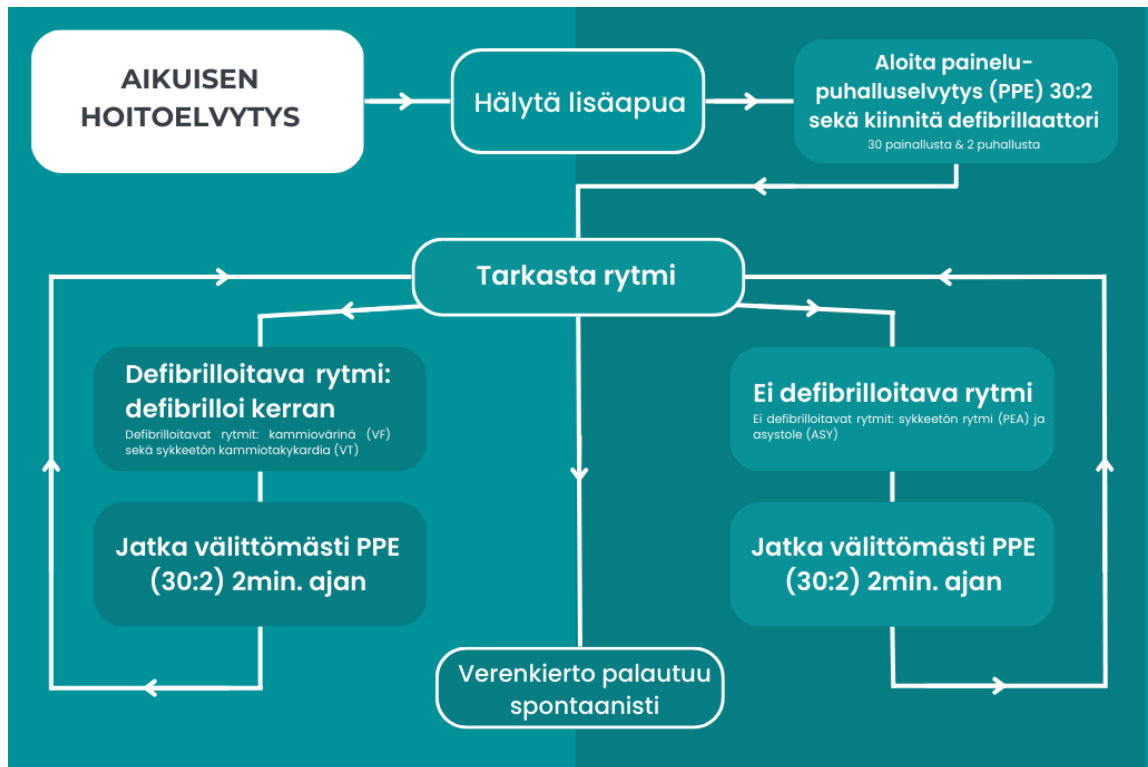 AIKUISEN
HOITOELVYTYS
Hälytä lisäapua
Aloita painelu-
puhalluselvytys (PPE) 30:2
sekä kiinnitä defibrillaattori
30 painallusta & 2 puhallusta
Tarkasta rytmi
Defibrilloitava rytmi:
defibrilloi kerran
Defibrilloitavat rytmit: kammiovärinä (VF)
sekä sykkeetön kammiotakykardia (VT)
Jatka välittömästi PPE
(30:2) 2min. ajan
Ei defibrilloitava rytmi
Ei defibrilloitavat rytmit: sykkeetön rytmi (PEA) ja
asystole (ASY)
Jatka välittömästi PPE
(30:2) 2min. ajan
Verenkierto palautuu
spontaanisti